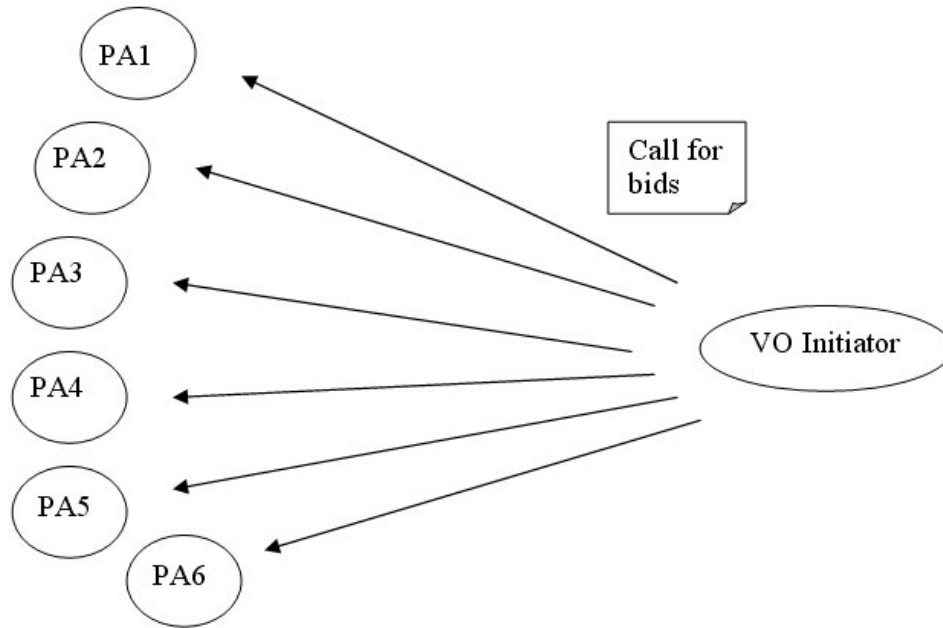 PA1
PA2
PA3
PA4
PA5
PA6
Call for
bids
VO Initiator